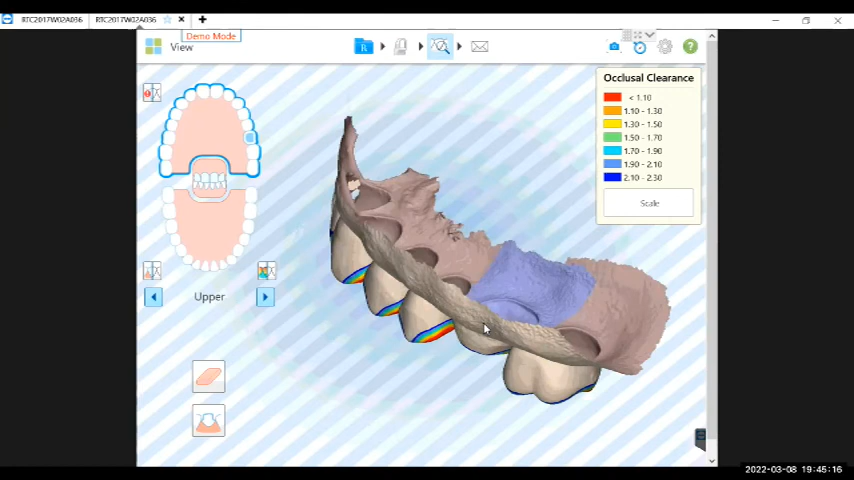 RTC2017W02A036
RTC2017W02A036
Demo Mode
View
Occlusal Clearance
< 1.10
1.10 - 1.30
1.30 - 1.50
1.50 - 1.70
1.70 - 1.90
1.90 - 2.10
2.10 - 2.30
Scale
Upper
2022-03-08 19:45:16